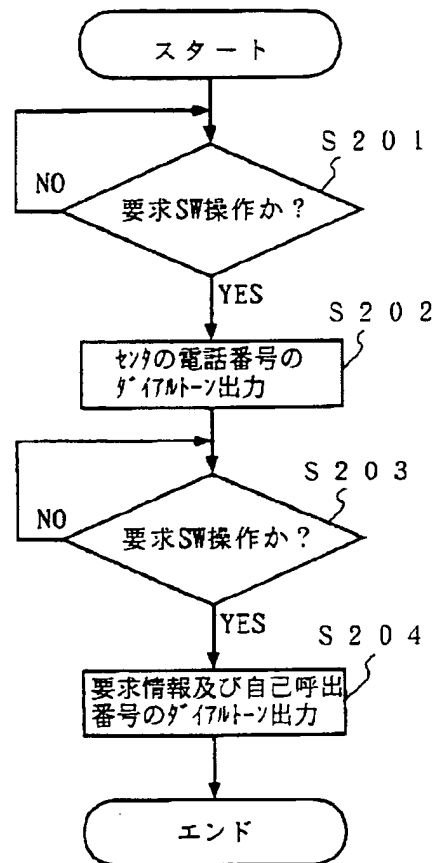 スタート
S201
NO
要求SW操作か?
YES
S202
センタの電話番号の
ダイアルトーン出力
S203
NO
要求SW操作か?
YES
S204
要求情報及び自己呼出
番号のダイアルトーン出力
エンド